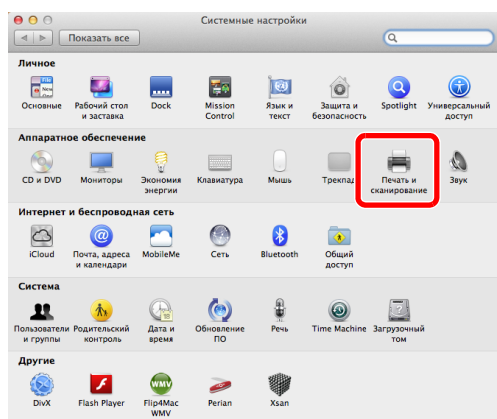 Системные настройки
Показать все
Личное
Основные
Рабочий стол и заставка
Dock
Mission Control
Язык и текст
Защита и безопасность
Spotlight
Универсальный доступ
Аппаратное обеспечение
CD и DVD
Мониторы
Экономия энергии
Клавиатура
Мышь
Трекпад
Печать и сканирование
Звук
Интернет и беспроводная сеть
iCloud
Почта, адреса и календари
MobileMe
Сеть
Bluetooth
Общий доступ
Система
Пользователи и группы
Родительский контроль
Дата и время
Обновление ПО
Речь
Time Machine
Загрузочный том
Другие
DivX
Flash Player
WMV
Flip4Mac WMV
Perian
Xsan